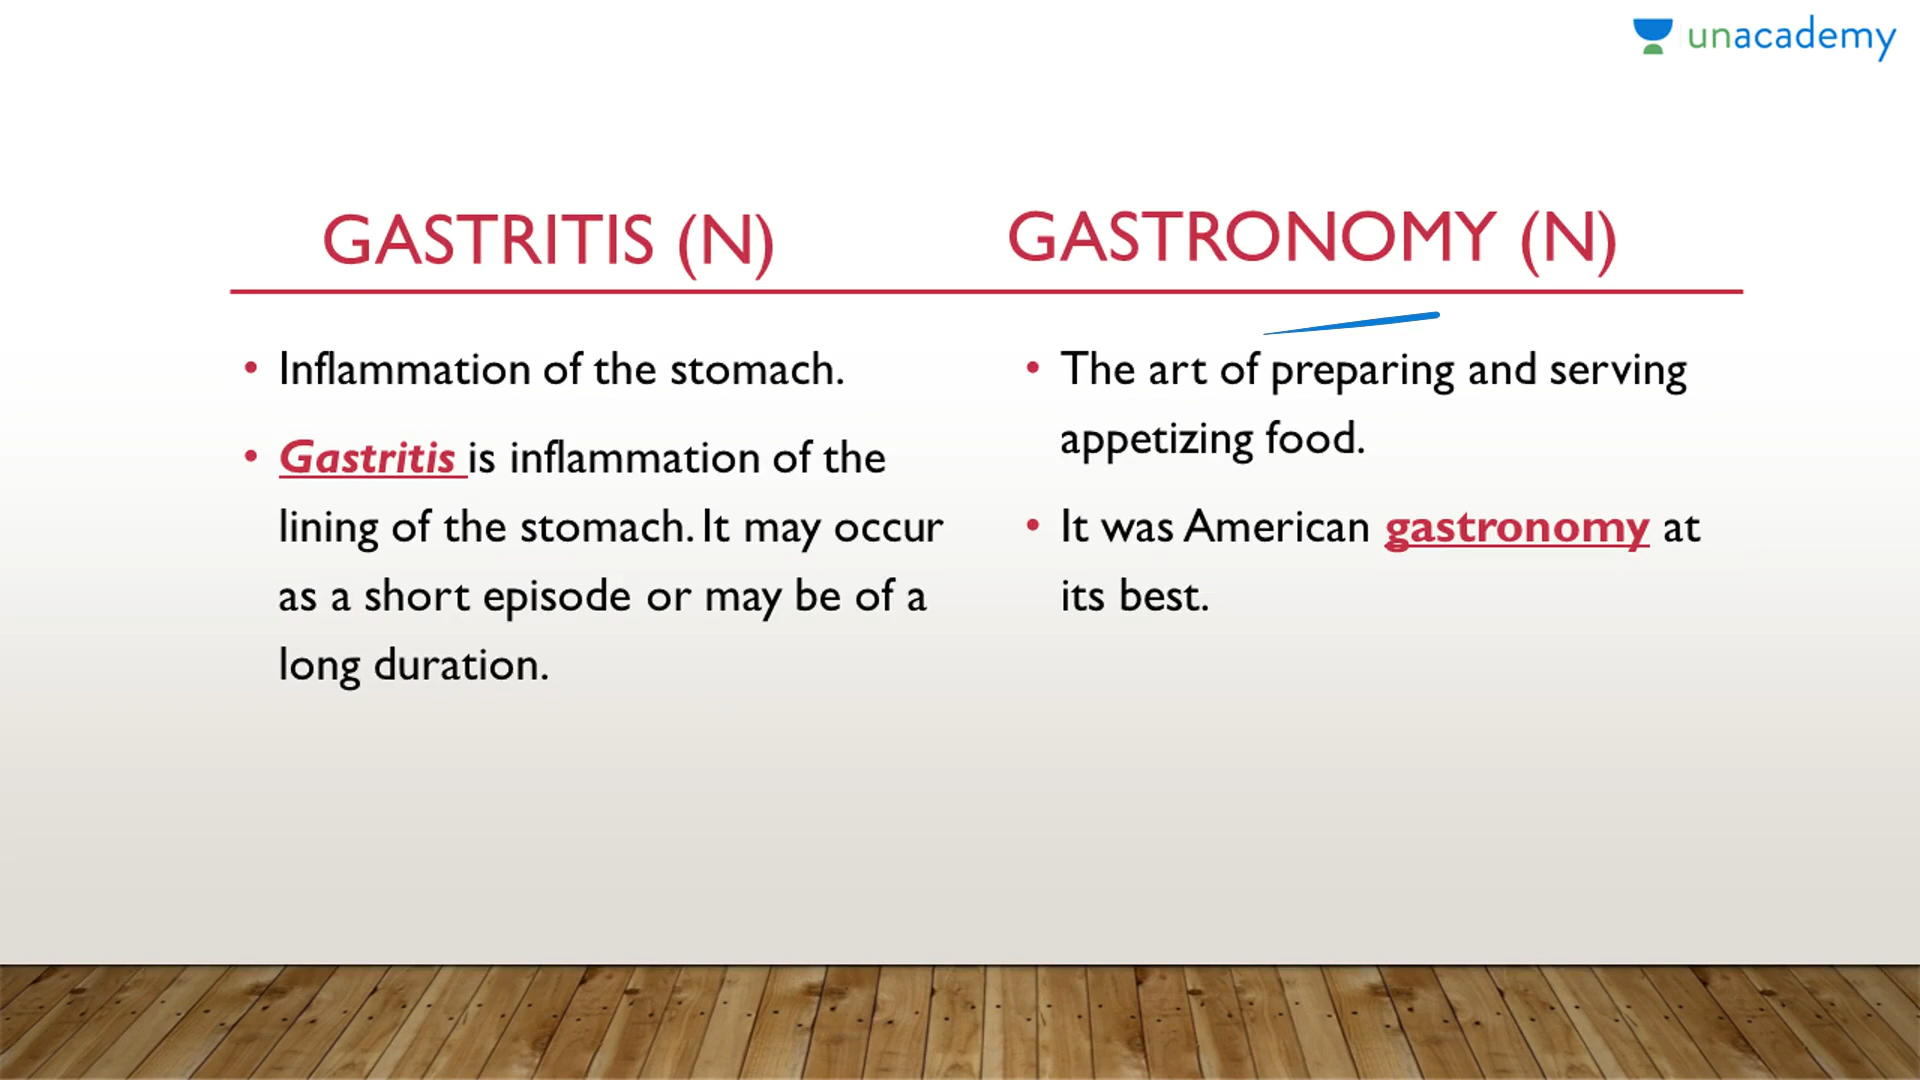 unacademy
GASTRITIS (N)
Inflammation of the stomach.
Gastritis is inflammation of the
lining of the stomach. It may occur
as a short episode or may be of a
long duration.
GASTRONOMY (N)
The art of preparing and serving
appetizing food.
It was American gastronomy at
its best.